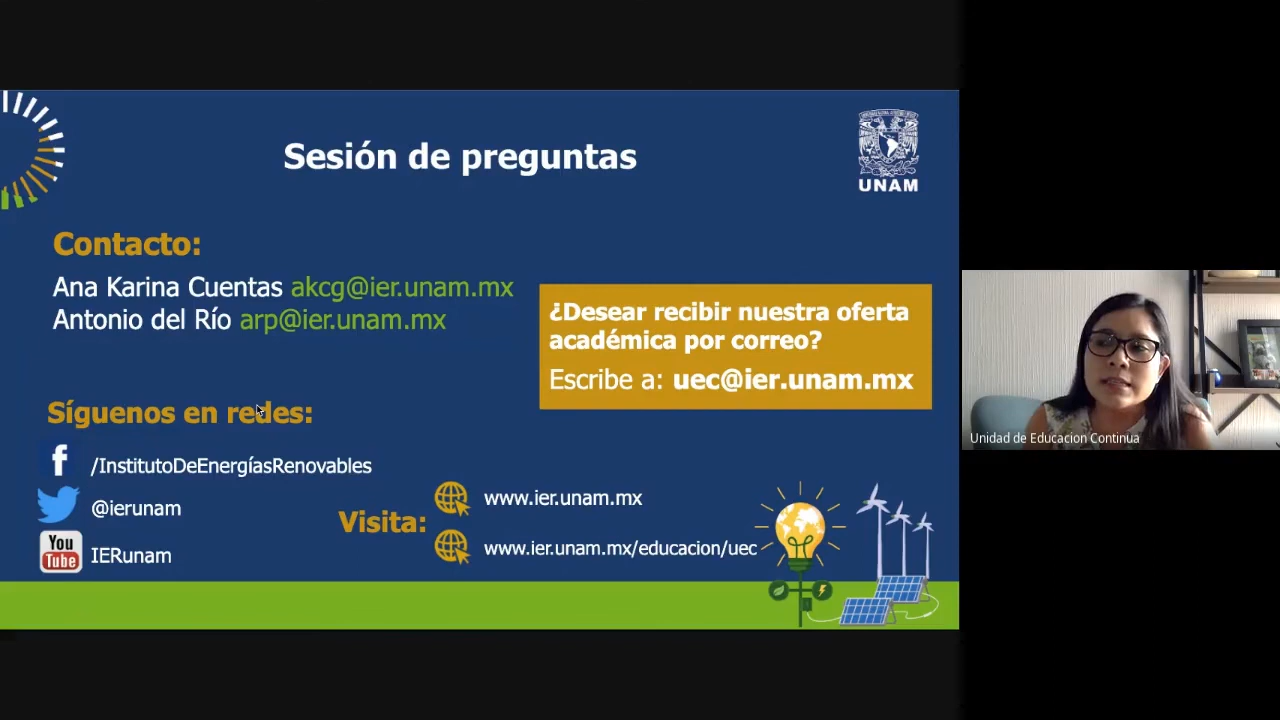 Sesión de preguntas
UNAM
Contacto:
Ana Karina Cuentas akcg@ier.unam.mx
Antonio del Río arp@ier.unam.mx
¿Desear recibir nuestra oferta
académica por correo?
Escribe a: uec@ier.unam.mx
Síguenos en redes:
f /InstitutoDeEnergíasRenovables
@ierunam
You
Tube
IERunam
Visita:
www.ier.unam.mx
www.ier.unam.mx/educacion/uec
Unidad de Educacion Continua